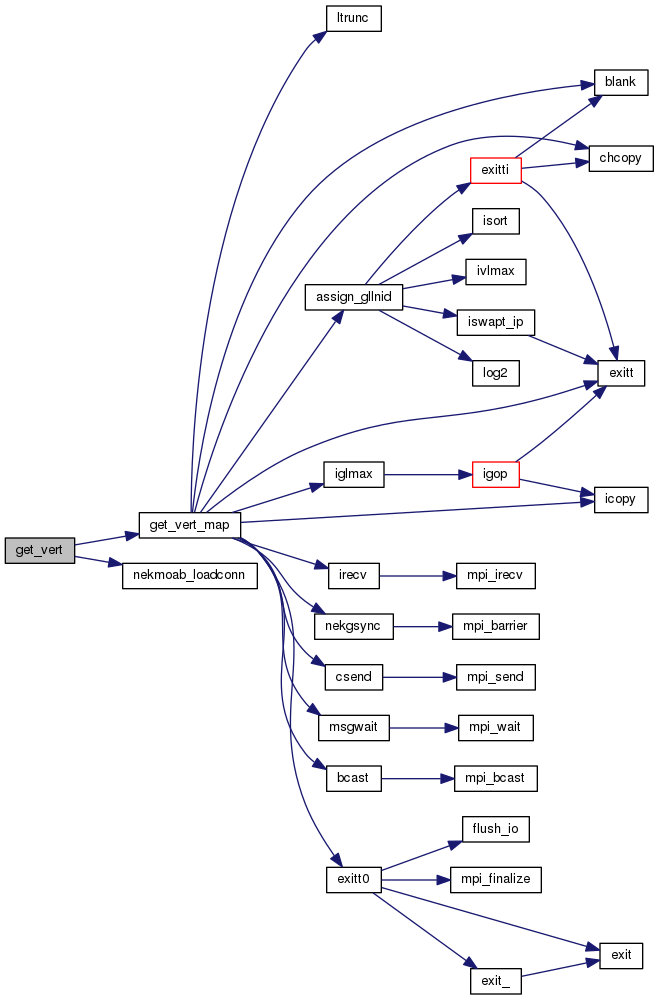 ltrunc
blank
chcopy
exitti
isort
ivlmax
assign_gllnid
iswapt_ip
log2
exitt
iglmax
igop
icopy
get_vert_map
get_vert
nekmoab_loadconn
irecv
mpi_irecv
nekgsync
mpi_barrier
csend
mpi_send
msgwait
mpi_wait
bcast
mpi_bcast
flush_io
exitt0
mpi_finalize
exit
exit_